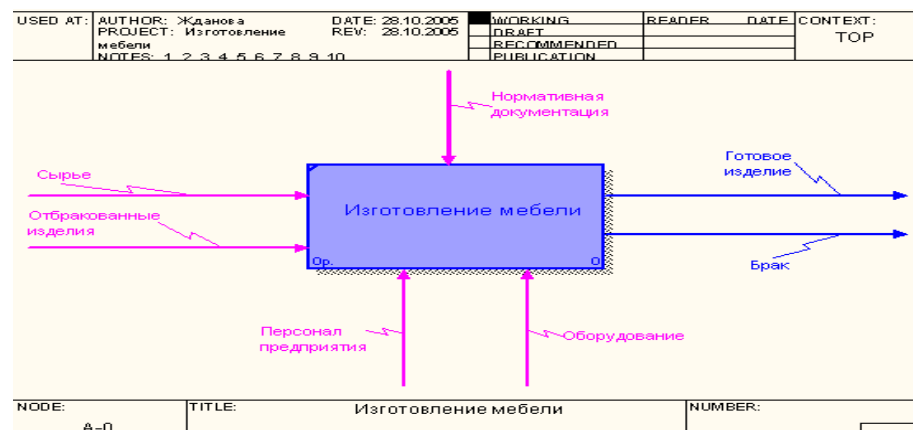 USED AT: AUTHOR: Жданова DATE: 28.10.2005 WORKING READER DATE CONTEXT:
PROJECT: Изготовление REV: 28.10.2005 DRAFT TOP
мебели RECOMMENDED
NOTES: 1 2 3 4 5 6 7 8 9 10 PUBLICATION
Нормативная
документация
Сырье
Отбракованные
изделия
Изготовление мебели
0р. 0
Готовое
изделие
Брак
Персонал
предприятия
Оборудование
NODE: TITLE: Изготовление мебели NUMBER:
A-0